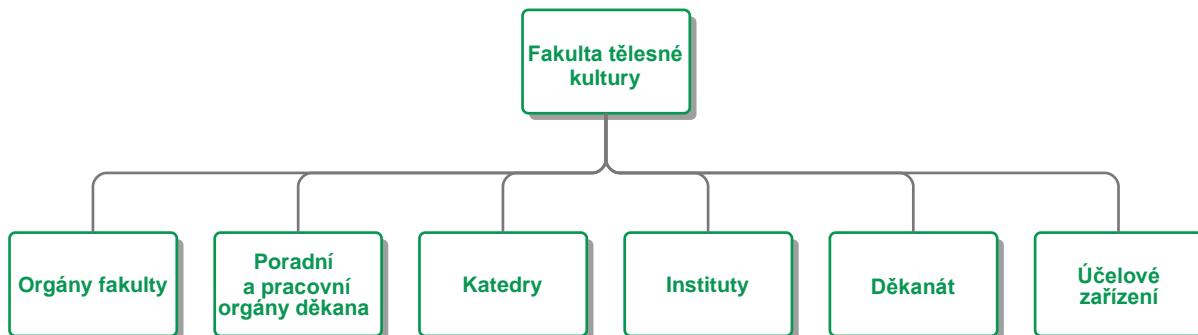 Fakulta tělesné
kultury
Orgány fakulty
Poradní
a pracovní
orgány děkana
Katedry
Instituty
Děkanát
Účelové
zařízení